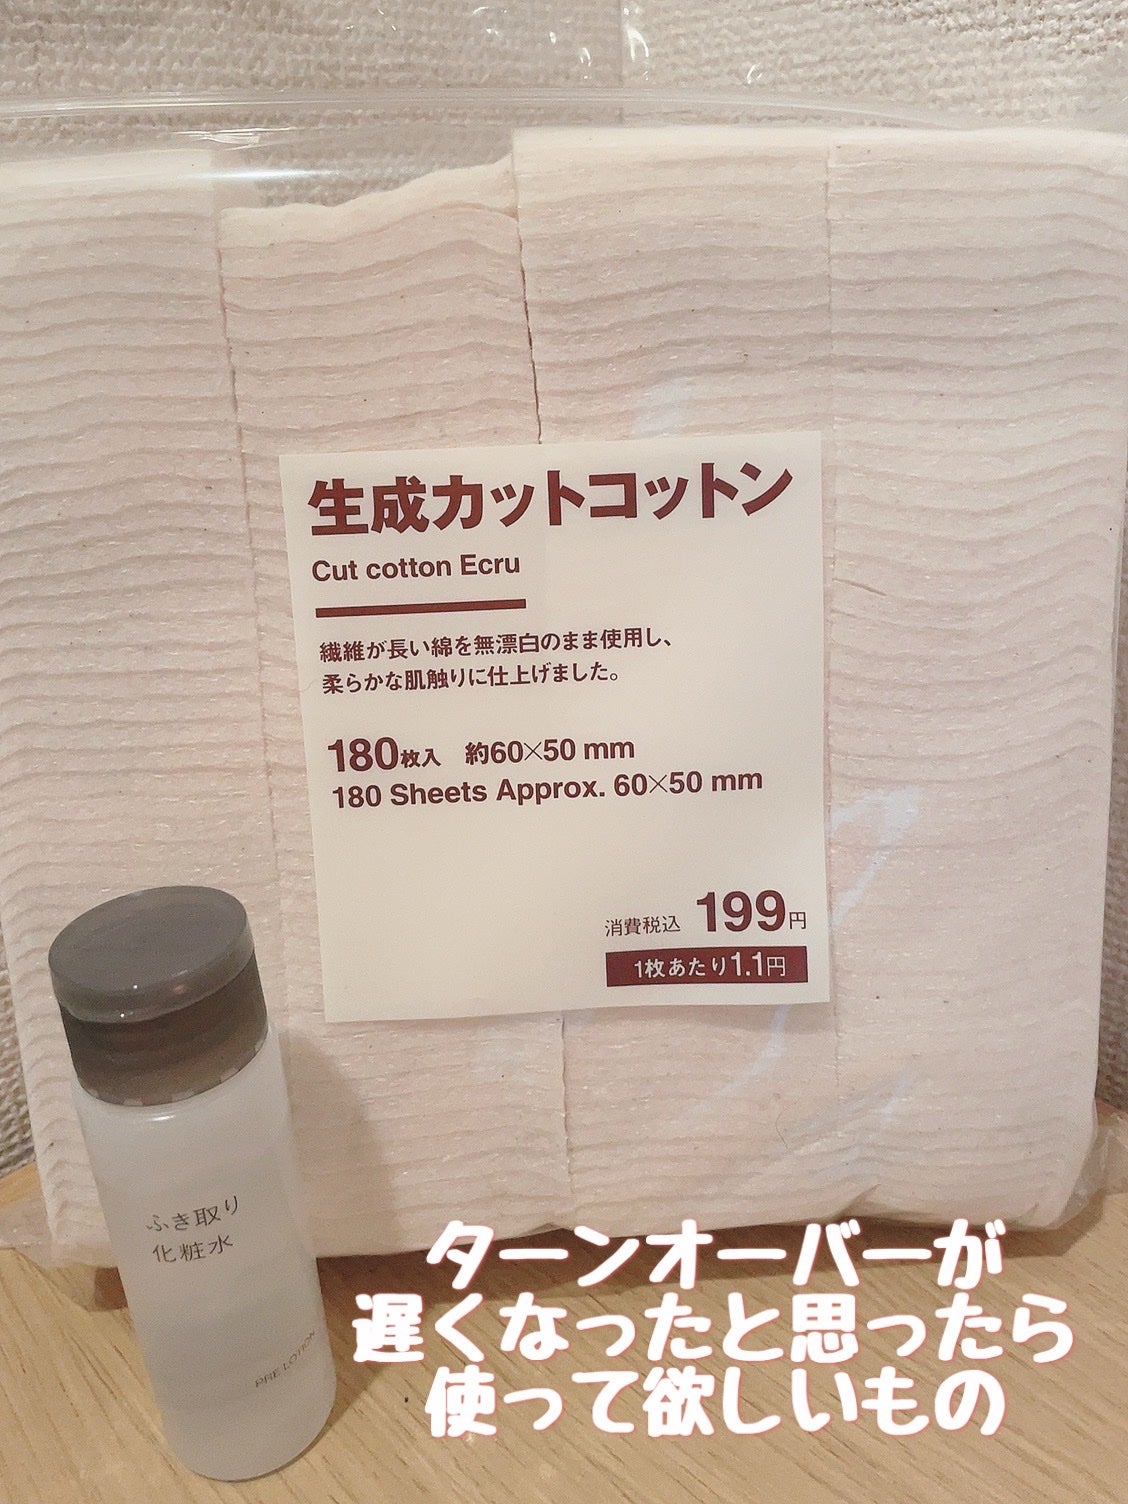 生成カットコットン
Cut cotton Ecru
繊維が長い綿を無漂白のまま使用し、
柔らかな肌触りに仕上げました。
180枚入 約60×50 mm
180 Sheets Approx. 60×50 mm
消費税込 199円
1枚あたり1.1円
ふき取り
化粧水
PRE LOTION
ターンオーバーが
遅くなったと思ったら
使って欲しいもの